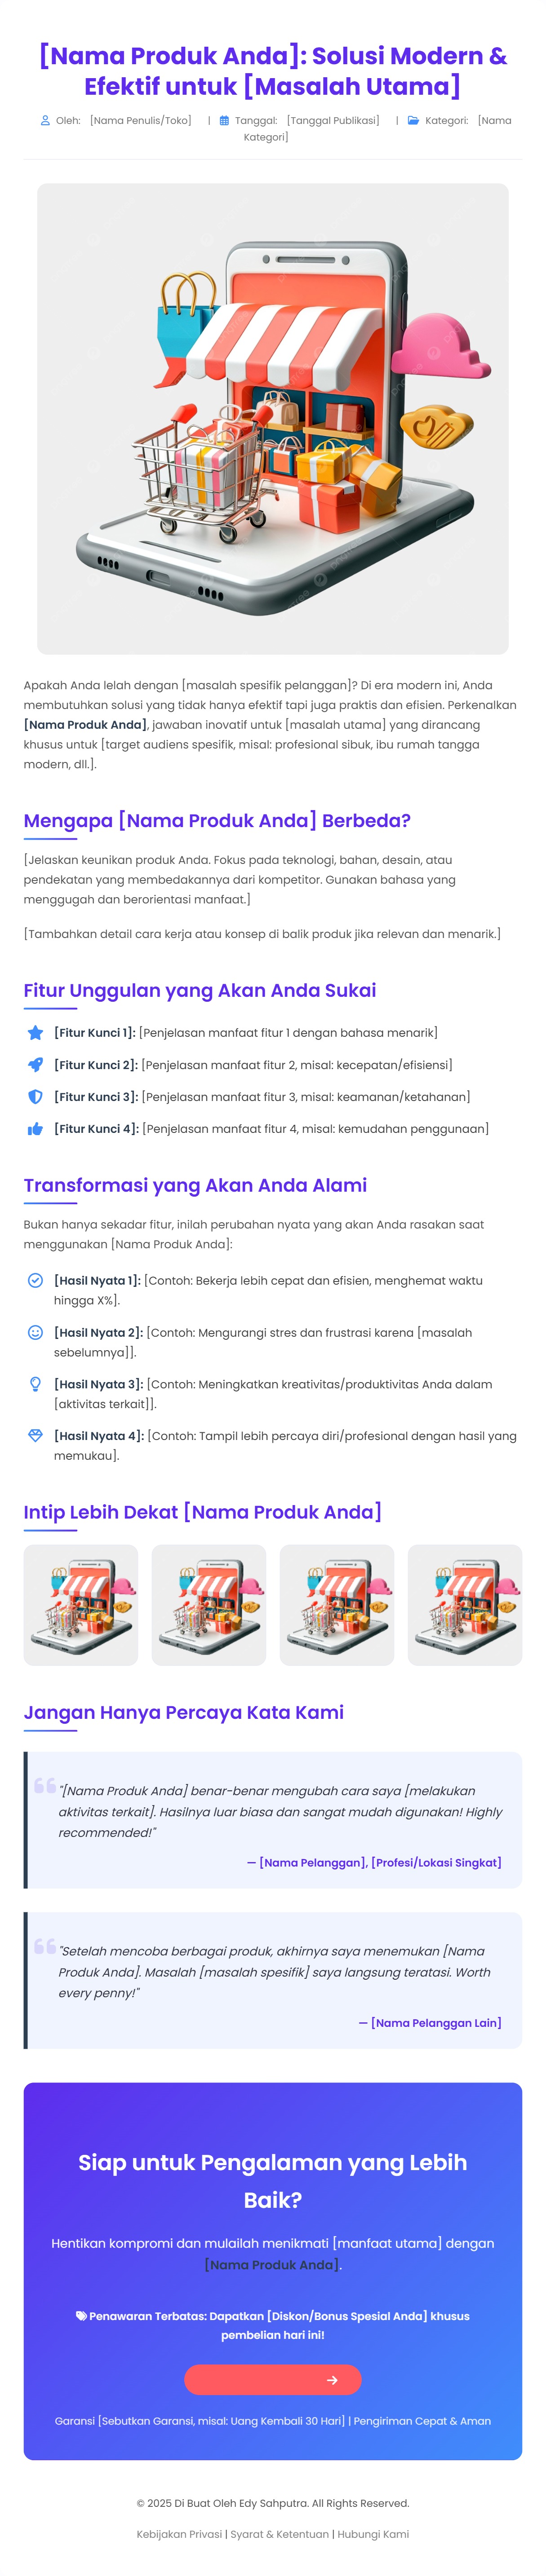 [Nama Produk Anda]: Solusi Modern &
Efektif untuk [Masalah Utama]
Oleh: [Nama Penulis/Toko] | Tanggal: [Tanggal Publikasi] | Kategori: [Nama
Kategori]
Apakah Anda lelah dengan [masalah spesifik pelanggan]? Di era modern ini, Anda
membutuhkan solusi yang tidak hanya efektif tapi juga praktis dan efisien. Perkenalkan
[Nama Produk Anda], jawaban inovatif untuk [masalah utama] yang dirancang
khusus untuk [target audiens spesifik, misal: profesional sibuk, ibu rumah tangga
modern, dll.].
Mengapa [Nama Produk Anda] Berbeda?
[Jelaskan keunikan produk Anda. Fokus pada teknologi, bahan, desain, atau
pendekatan yang membedakannya dari kompetitor. Gunakan bahasa yang
menggugah dan berorientasi manfaat.]
[Tambahkan detail cara kerja atau konsep di balik produk jika relevan dan menarik.]
Fitur Unggulan yang Akan Anda Sukai
[Fitur Kunci 1]: [Penjelasan manfaat fitur 1 dengan bahasa menarik]
[Fitur Kunci 2]: [Penjelasan manfaat fitur 2, misal: kecepatan/efisiensi]
[Fitur Kunci 3]: [Penjelasan manfaat fitur 3, misal: keamanan/ketahanan]
[Fitur Kunci 4]: [Penjelasan manfaat fitur 4, misal: kemudahan penggunaan]
Transformasi yang Akan Anda Alami
Bukan hanya sekadar fitur, inilah perubahan nyata yang akan Anda rasakan saat
menggunakan [Nama Produk Anda]:
[Hasil Nyata 1]: [Contoh: Bekerja lebih cepat dan efisien, menghemat waktu
hingga X%].
[Hasil Nyata 2]: [Contoh: Mengurangi stres dan frustrasi karena [masalah
sebelumnya]].
[Hasil Nyata 3]: [Contoh: Meningkatkan kreativitas/produktivitas Anda dalam
[aktivitas terkait]].
[Hasil Nyata 4]: [Contoh: Tampil lebih percaya diri/profesional dengan hasil yang
memukau].
Intip Lebih Dekat [Nama Produk Anda]
Jangan Hanya Percaya Kata Kami
"[Nama Produk Anda] benar-benar mengubah cara saya [melakukan
aktivitas terkait]. Hasilnya luar biasa dan sangat mudah digunakan! Highly
recommended!"
— [Nama Pelanggan], [Profesi/Lokasi Singkat]
"Setelah mencoba berbagai produk, akhirnya saya menemukan [Nama
Produk Anda]. Masalah [masalah spesifik] saya langsung teratasi. Worth
every penny!"
— [Nama Pelanggan Lain]
Siap untuk Pengalaman yang Lebih
Baik?
Hentikan kompromi dan mulailah menikmati [manfaat utama] dengan
[Nama Produk Anda].
Penawaran Terbatas: Dapatkan [Diskon/Bonus Spesial Anda] khusus
pembelian hari ini!
Garansi [Sebutkan Garansi, misal: Uang Kembali 30 Hari] | Pengiriman Cepat & Aman
© 2025 Di Buat Oleh Edy Sahputra. All Rights Reserved.
Kebijakan Privasi | Syarat & Ketentuan | Hubungi Kami